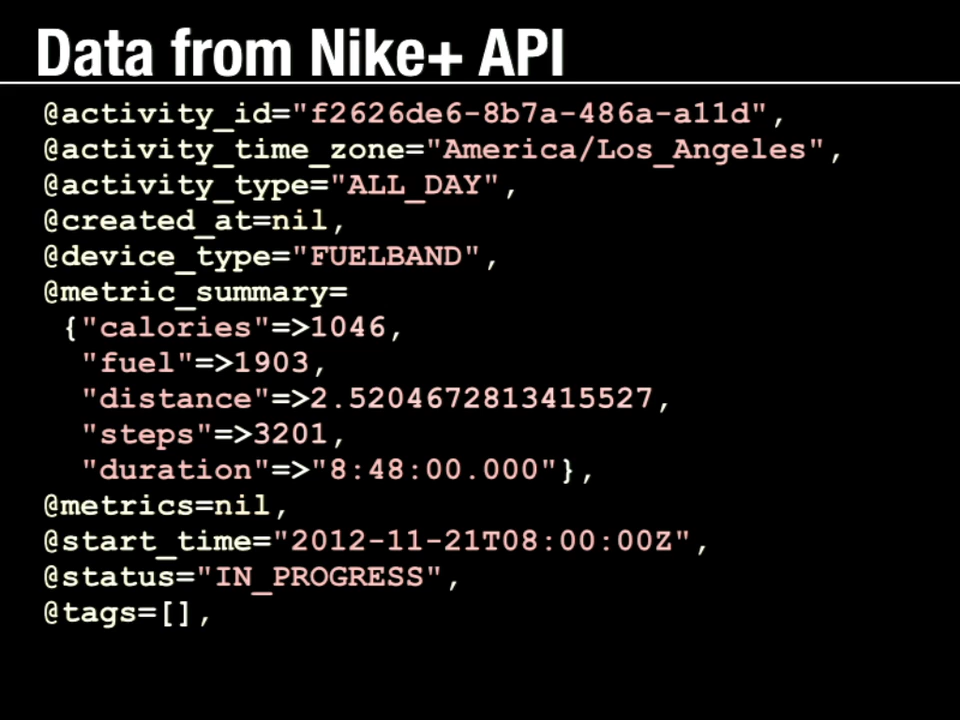 Data from Nike+ API
@activity_id="f2626de6-8b7a-486a-a11d",
@activity_time_zone="America/Los_Angeles",
@activity_type="ALL_DAY",
@created_at=nil,
@device_type="FUELBAND",
@metric_summary=
{"calories"=>1046,
"fuel"=>1903,
"distance"=>2.5204672813415527,
"steps"=>3201,
"duration"=>"8:48:00.000"},
@metrics=nil,
@start_time="2012-11-21T08:00:00Z",
@status="IN_PROGRESS",
@tags=[],